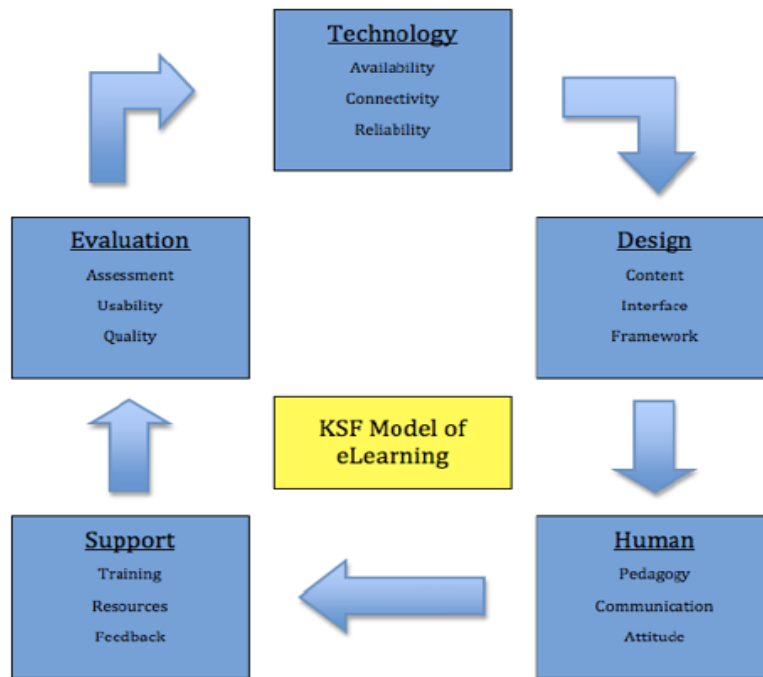 Technology
Availability
Connectivity
Reliability
Evaluation
Assessment
Usability
Quality
Design
Content
Interface
Framework
KSF Model of
eLearning
Support
Training
Resources
Feedback
Human
Pedagogy
Communication
Attitude